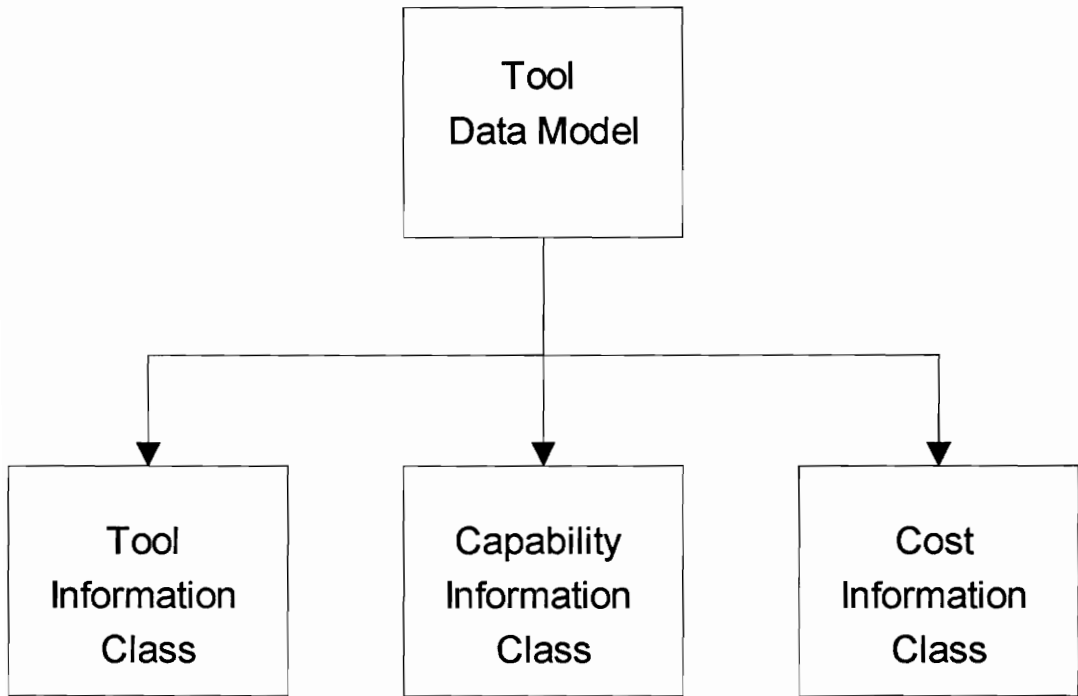 Tool
Data Model
Tool
Information
Class
Capability
Information
Class
Cost
Information
Class